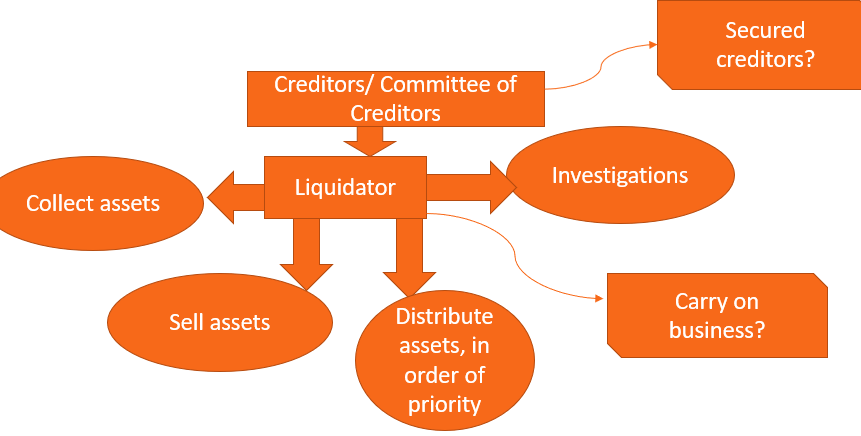 Secured
creditors?
Creditors/ Committee of
Creditors
Liquidator
Investigations
Collect assets
Sell assets
Distribute
assets, in
order of
priority
Carry on
business?